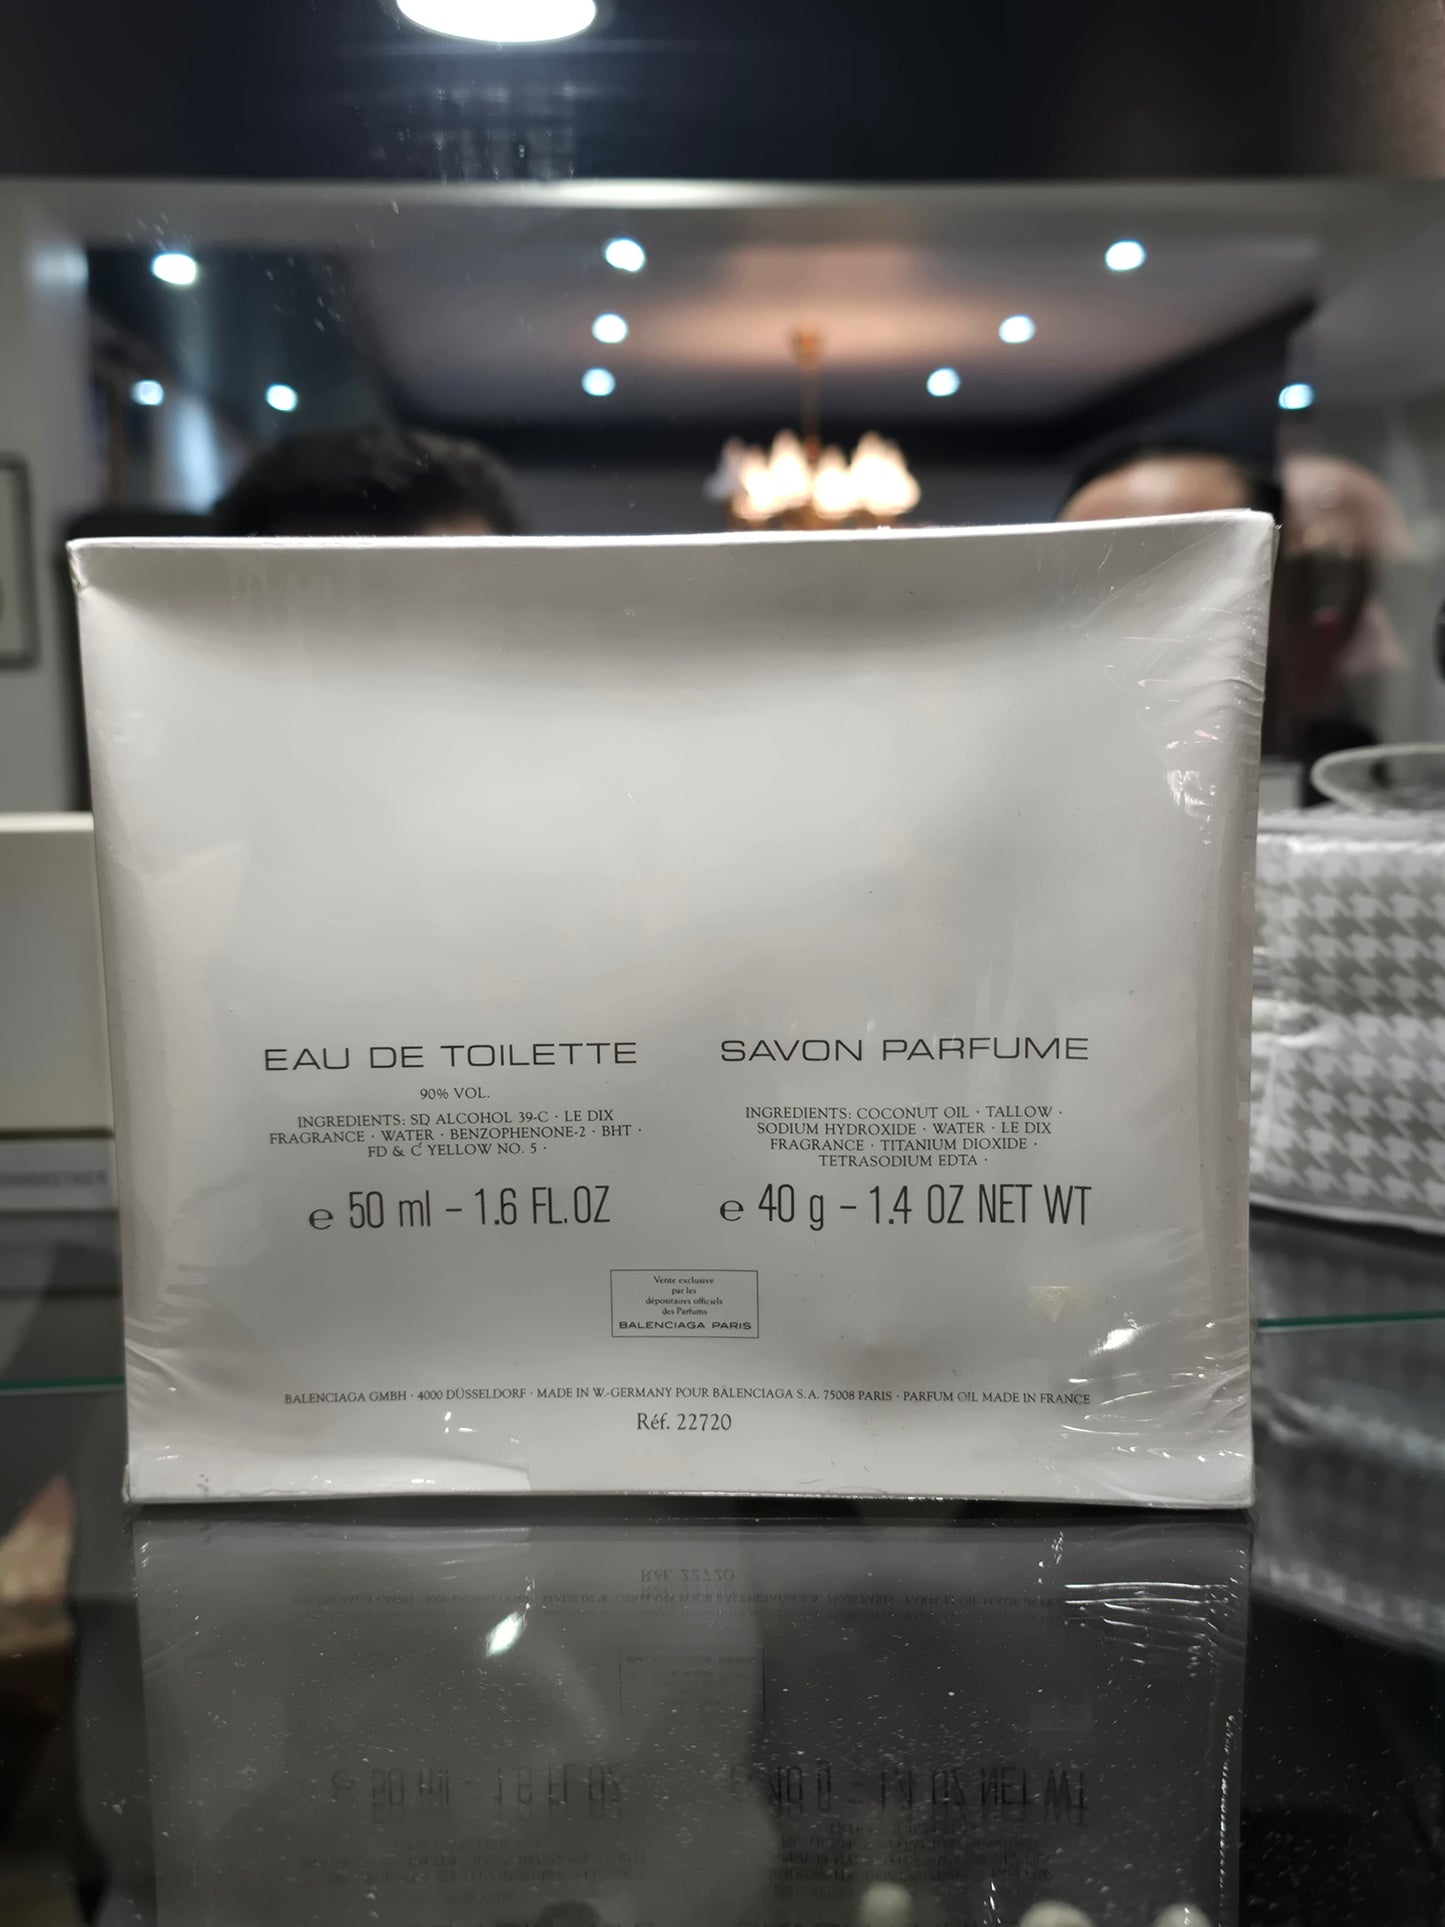 EAU DE TOILETTE
90% VOL.
INGREDIENTS: SD ALCOHOL 39-C · LE DIX
FRAGRANCE · WATER · BENZOPHENONE-2 · BHT ·
FD & C YELLOW NO. 5 ·
e 50 ml – 1.6 FL.OZ
SAVON PARFUME
INGREDIENTS: COCONUT OIL · TALLOW ·
SODIUM HYDROXIDE · WATER · LE DIX
FRAGRANCE · TITANIUM DIOXIDE ·
TETRASODIUM EDTA ·
e 40 g – 1.4 OZ NET WT
Vente exclusive
par les
dépositaires officiels
des Parfums
BALENCIAGA PARIS
BALENCIAGA GMBH · 4000 DÜSSELDORF · MADE IN W.-GERMANY POUR BALENCIAGA S.A. 75008 PARIS · PARFUM OIL MADE IN FRANCE
Réf. 22720